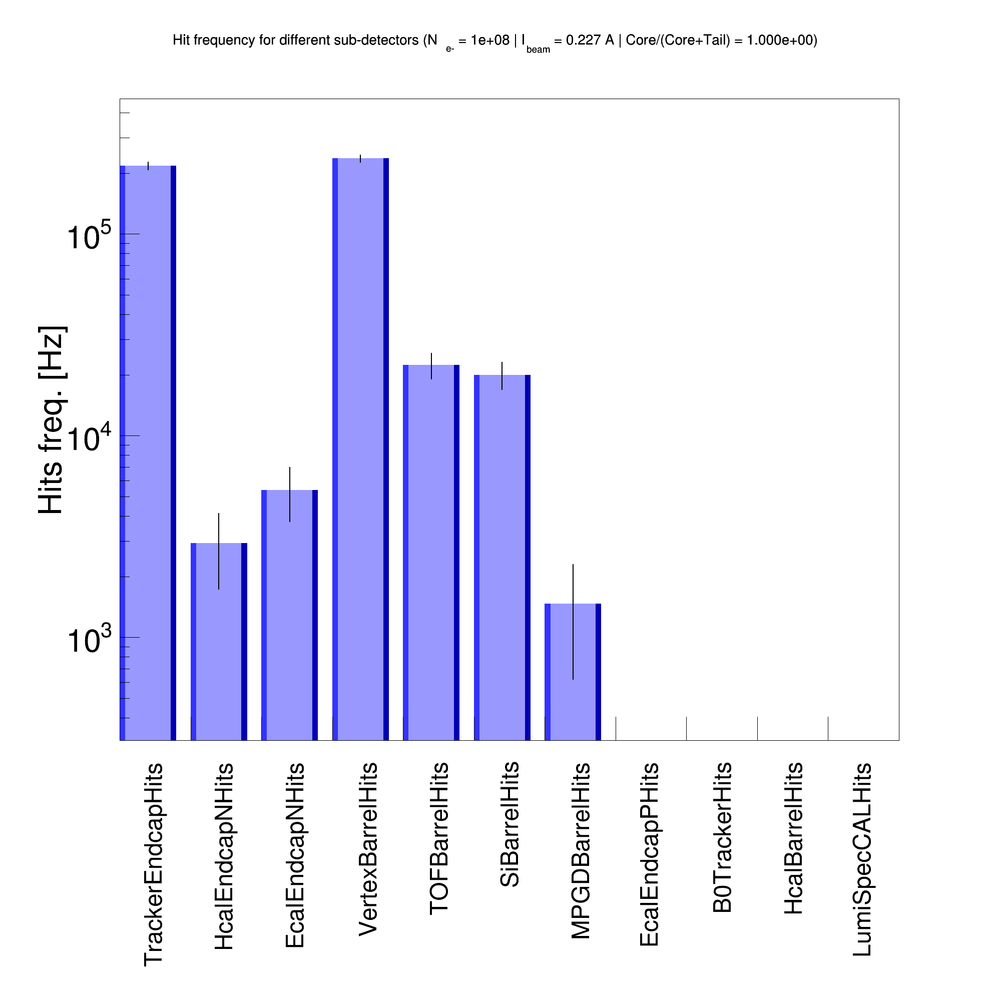 Hit frequency for different sub-detectors (N e- = 1e+08 | I beam = 0.227 A | Core/(Core+Tail) = 1.000e+00)
Hits freq. [Hz]
10^5
10^4
10^3
TrackerEndcapHits
HcalEndcapNHits
EcalEndcapNHits
VertexBarrelHits
TOFBarrelHits
SiBarrelHits
MPGDBarrelHits
EcalEndcapPHits
B0TrackerHits
HcalBarrelHits
LumiSpecCALHits